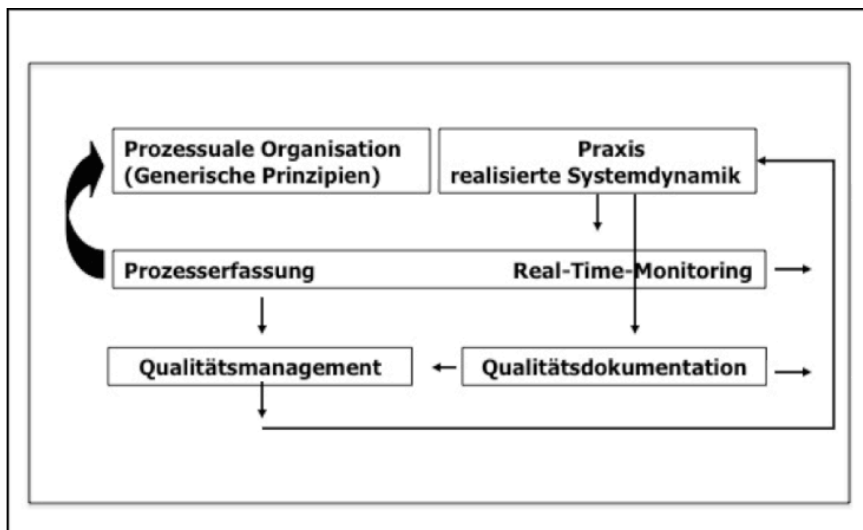 Prozessuale Organisation
(Generische Prinzipien)
Praxis
realisierte Systemdynamik
Prozesserfassung
Real-Time-Monitoring
Qualitätsmanagement
Qualitätsdokumentation